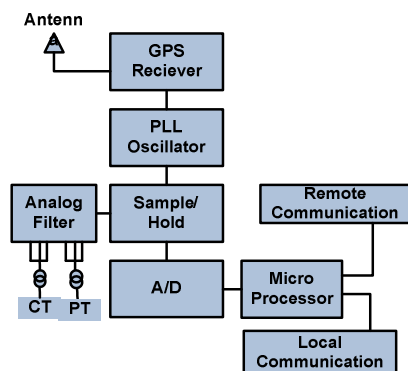 Antenn
a
GPS
Reciever
PLL
Oscillator
Analog
Filter
Sample/
Hold
Remote
Communication
CT
PT
A/D
Micro
Processor
Local
Communication